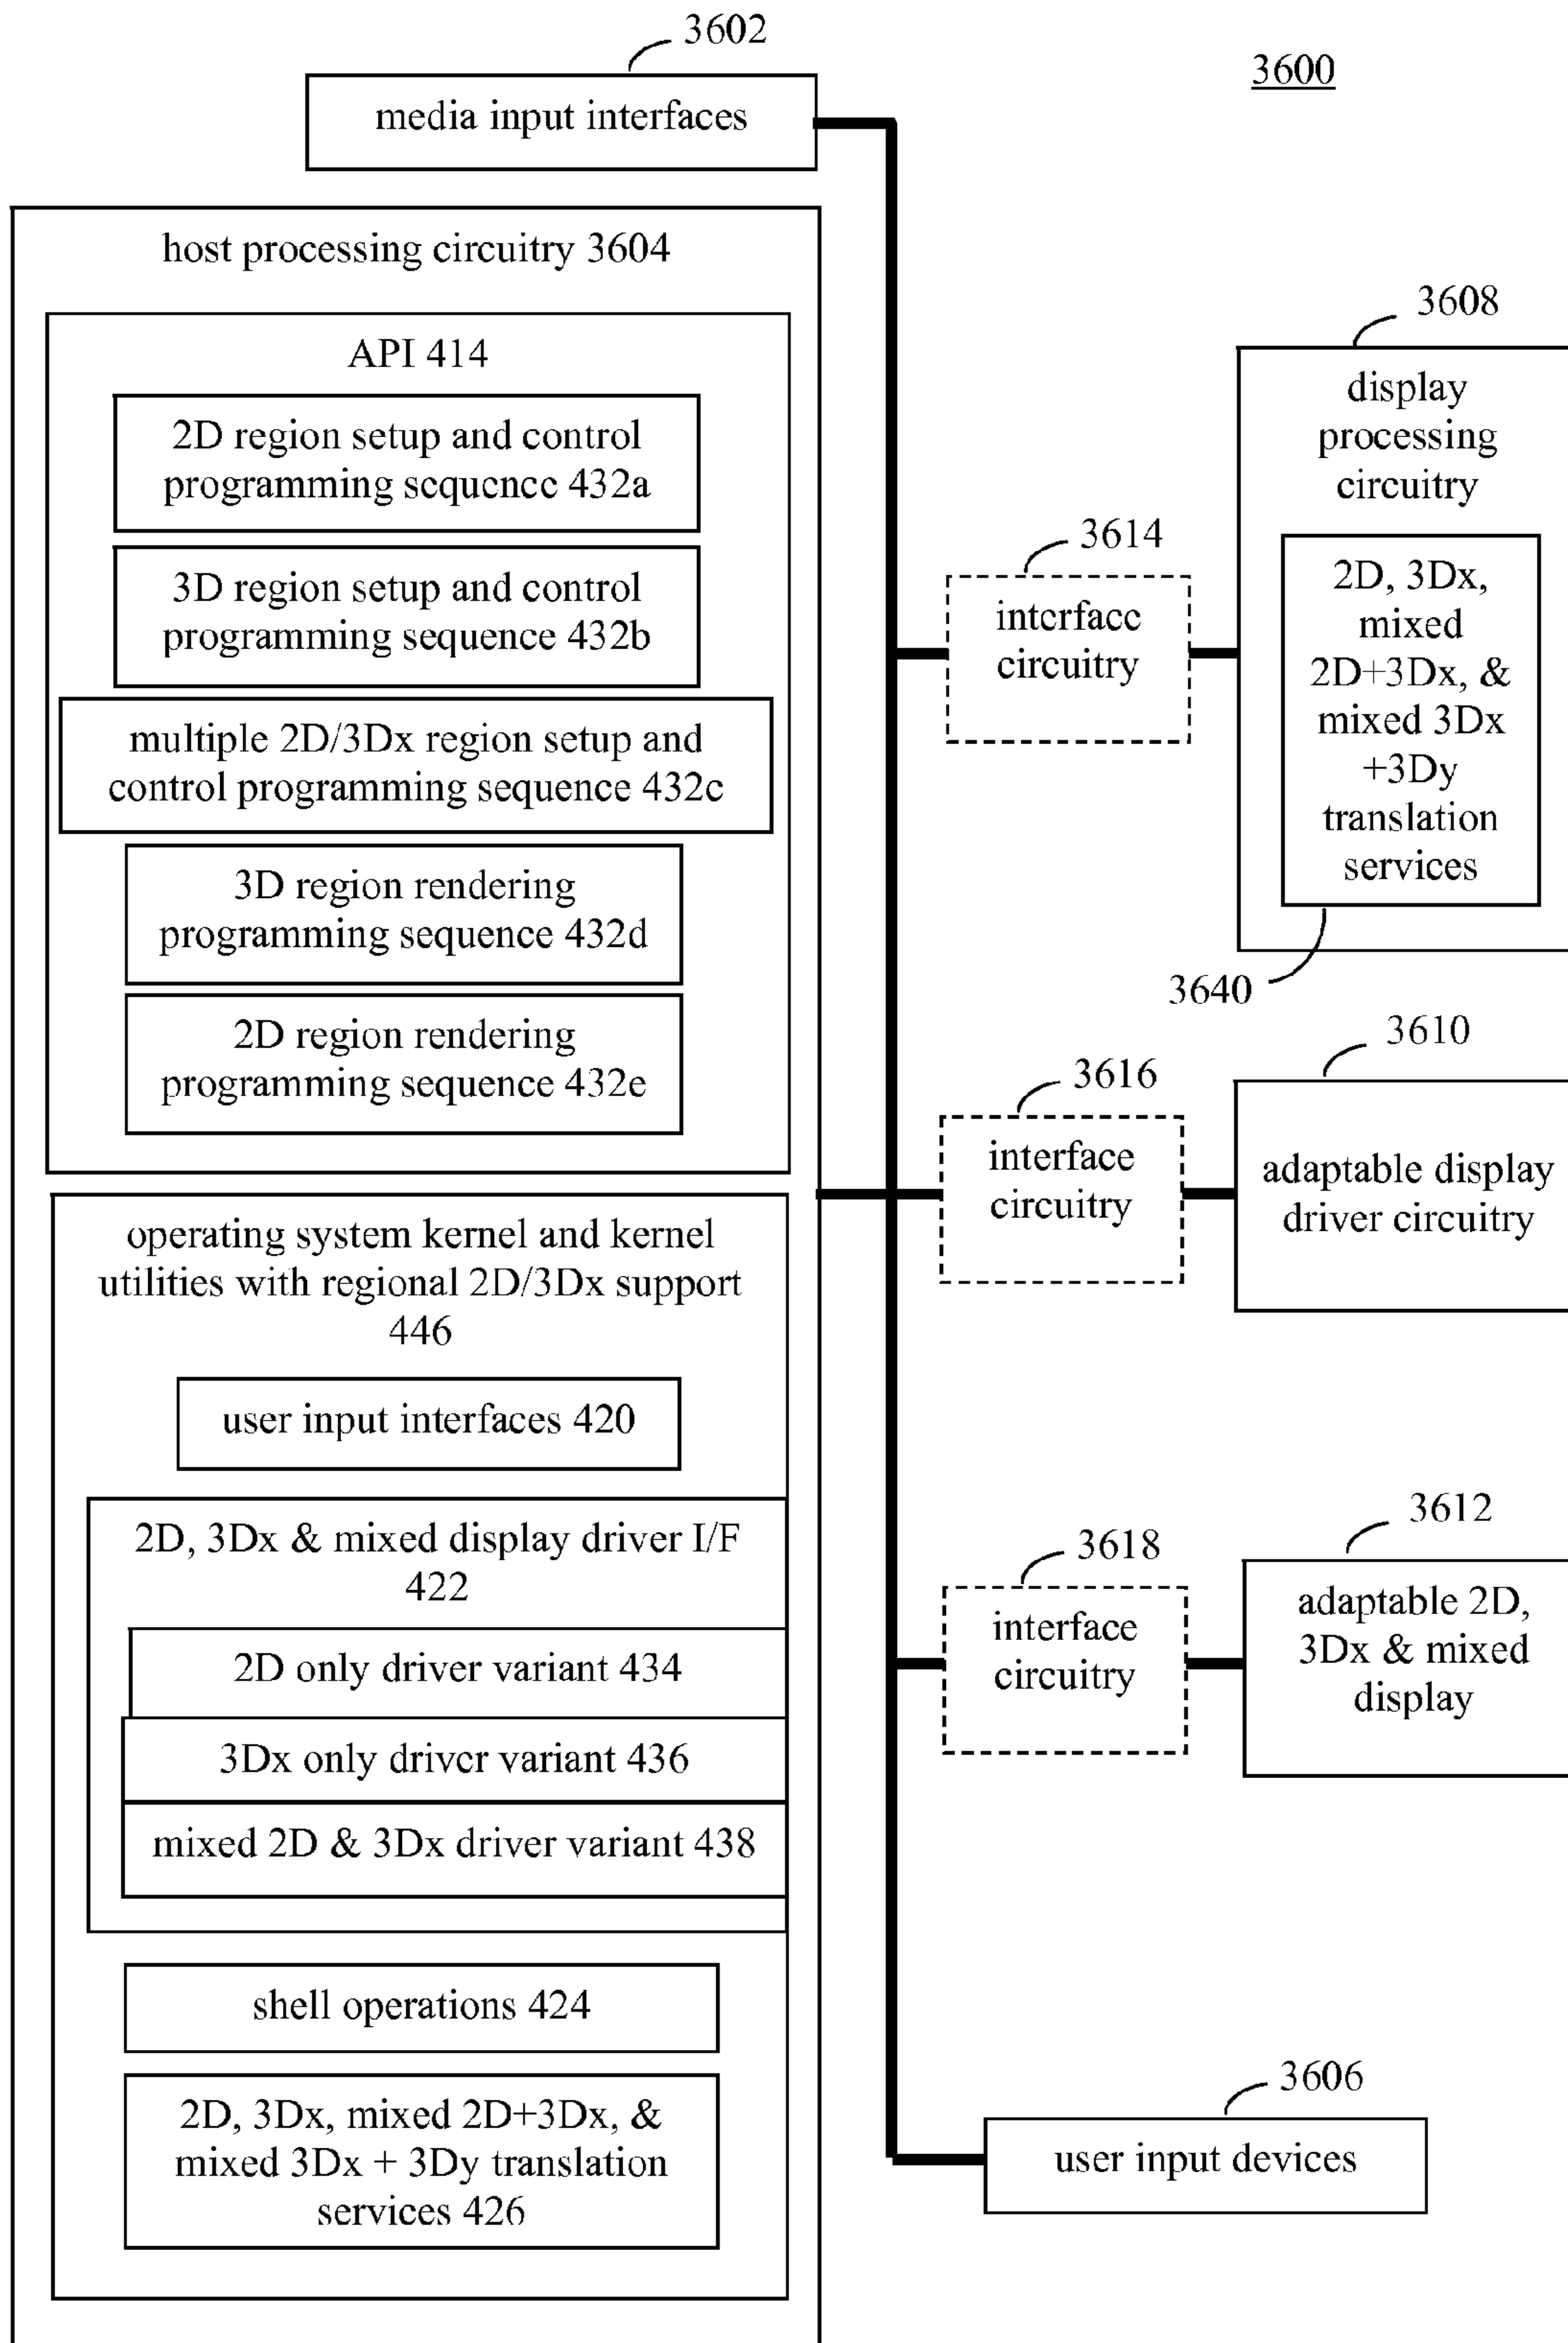 3602
3600
media input interfaces
host processing circuitry 3604
API 414
2D region setup and control
programming sequence 432a
3D region setup and control
programming sequence 432b
multiple 2D/3Dx region setup and
control programming sequence 432c
3D region rendering
programming sequence 432d
2D region rendering
programming sequence 432e
operating system kernel and kernel
utilities with regional 2D/3Dx support
446
user input interfaces 420
2D, 3Dx & mixed display driver I/F
422
2D only driver variant 434
3Dx only driver variant 436
mixed 2D & 3Dx driver variant 438
shell operations 424
2D, 3Dx, mixed 2D+3Dx, &
mixed 3Dx + 3Dy translation
services 426
3614
interface
circuitry
3608
display
processing
circuitry
2D, 3Dx,
mixed
2D+3Dx, &
mixed 3Dx
+3Dy
translation
services
3640
3616
interface
circuitry
3610
adaptable display
driver circuitry
3618
interface
circuitry
3612
adaptable 2D,
3Dx & mixed
display
3606
user input devices